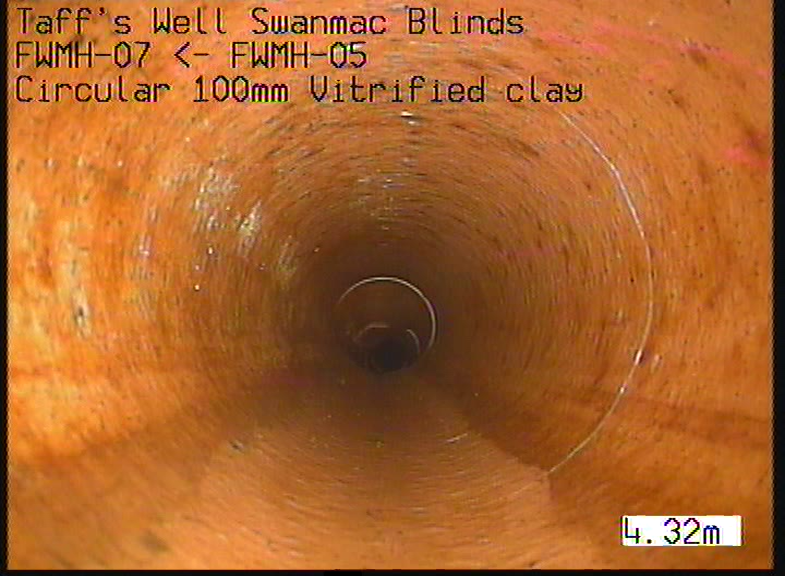 Taff's Well Swanmac Blinds
FWMH-07 <- FWMH-05
Circular 100mm Vitrified clay
4.32m